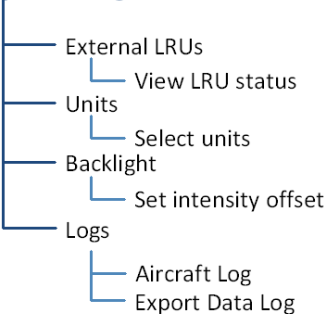 External LRUs
View LRU status
Units
Select units
Backlight
Set intensity offset
Logs
Aircraft Log
Export Data Log